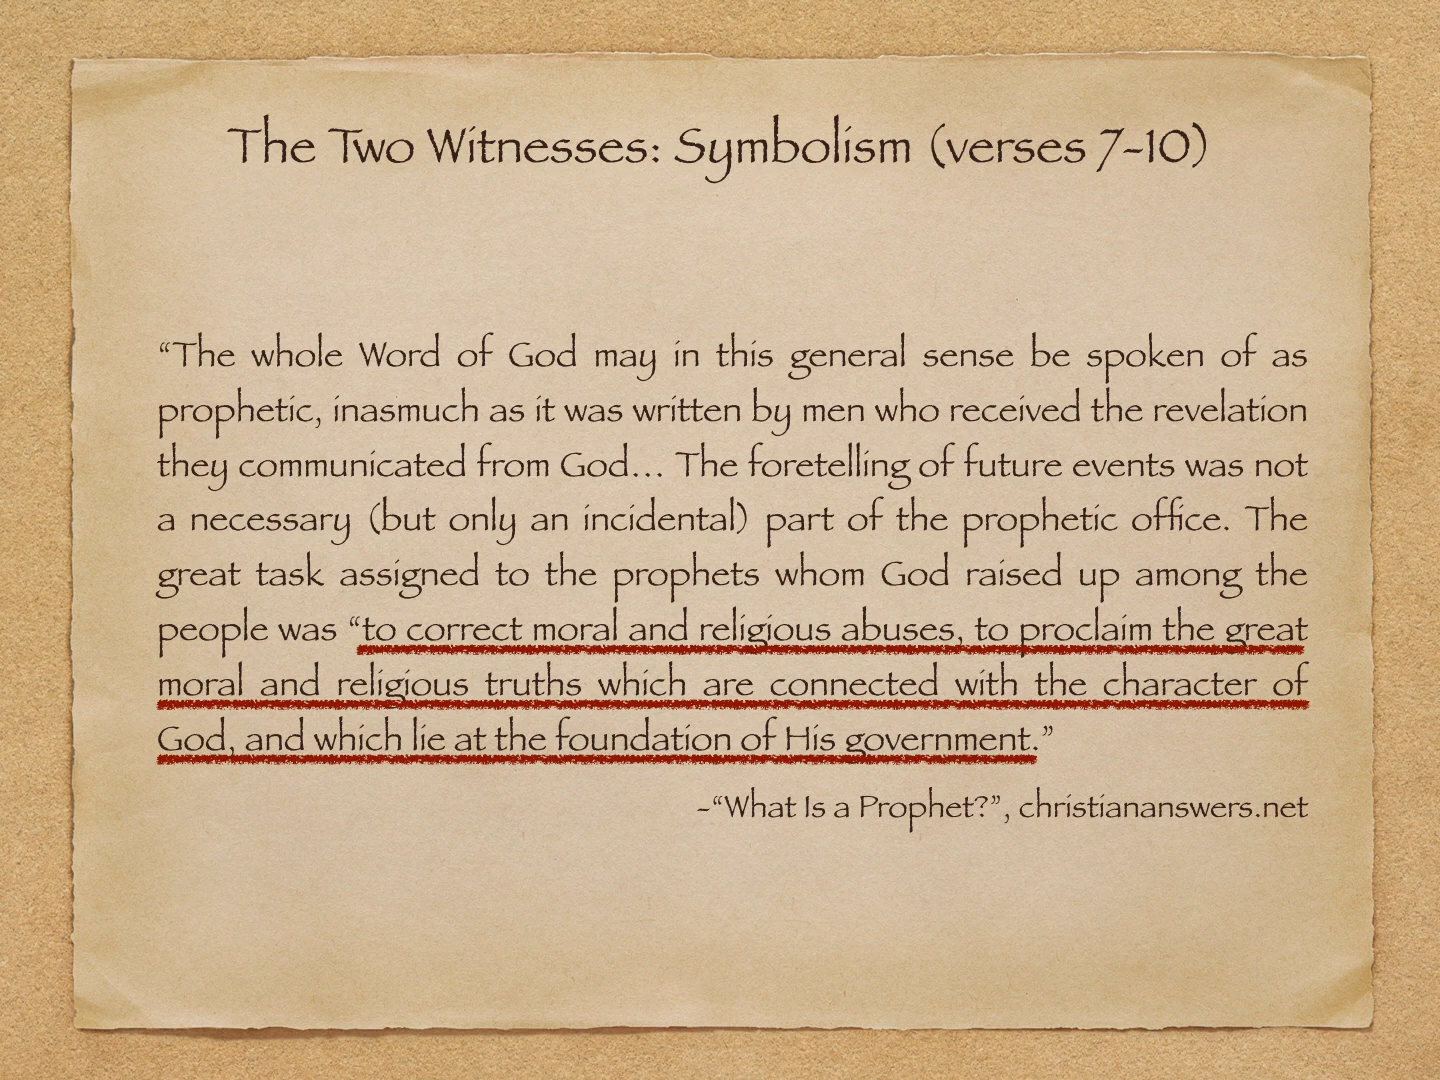 The Two Witnesses: Symbolism (verses 7-10)
“The whole Word of God may in this general sense be spoken of as
prophetic, inasmuch as it was written by men who received the revelation
they communicated from God… The foretelling of future events was not
a necessary (but only an incidental) part of the prophetic office. The
great task assigned to the prophets whom God raised up among the
people was “to correct moral and religious abuses, to proclaim the great
moral and religious truths which are connected with the character of
God, and which lie at the foundation of His government.”
-“What Is a Prophet?”, christiananswers.net